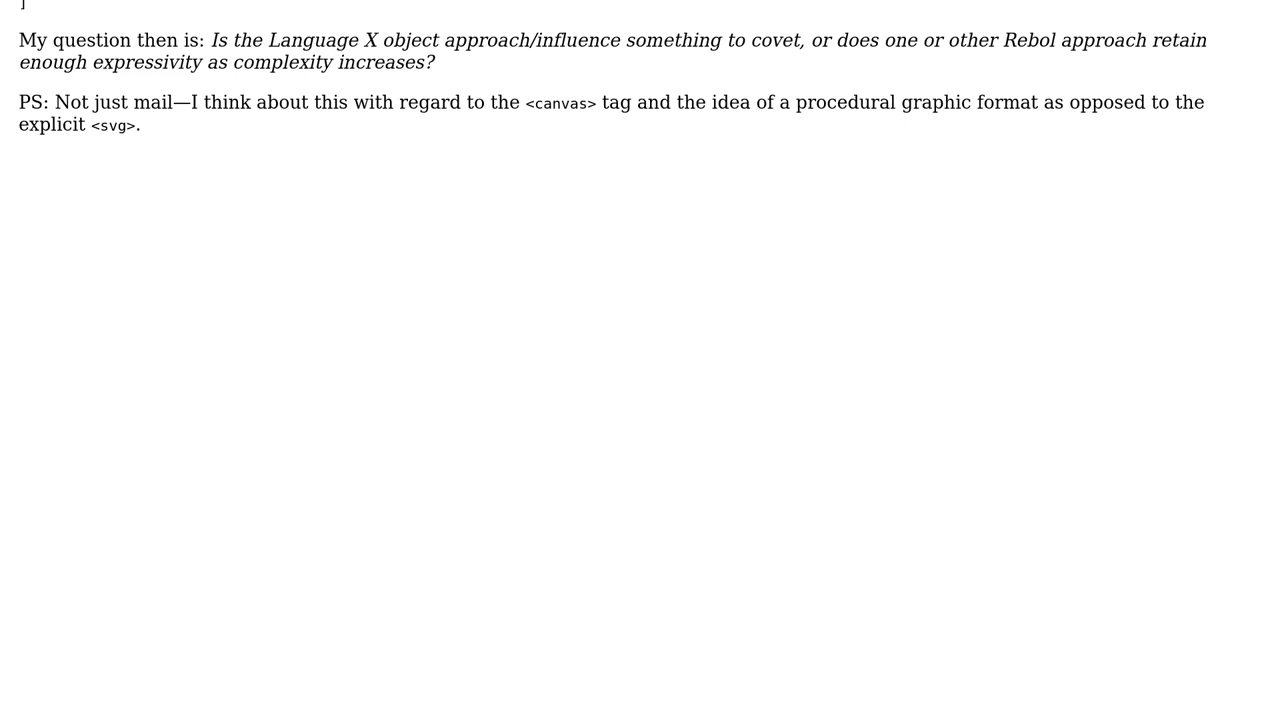 ]
My question then is: Is the Language X object approach/influence something to covet, or does one or other Rebol approach retain
enough expressivity as complexity increases?
PS: Not just mail—I think about this with regard to the <canvas> tag and the idea of a procedural graphic format as opposed to the
explicit <svg>.